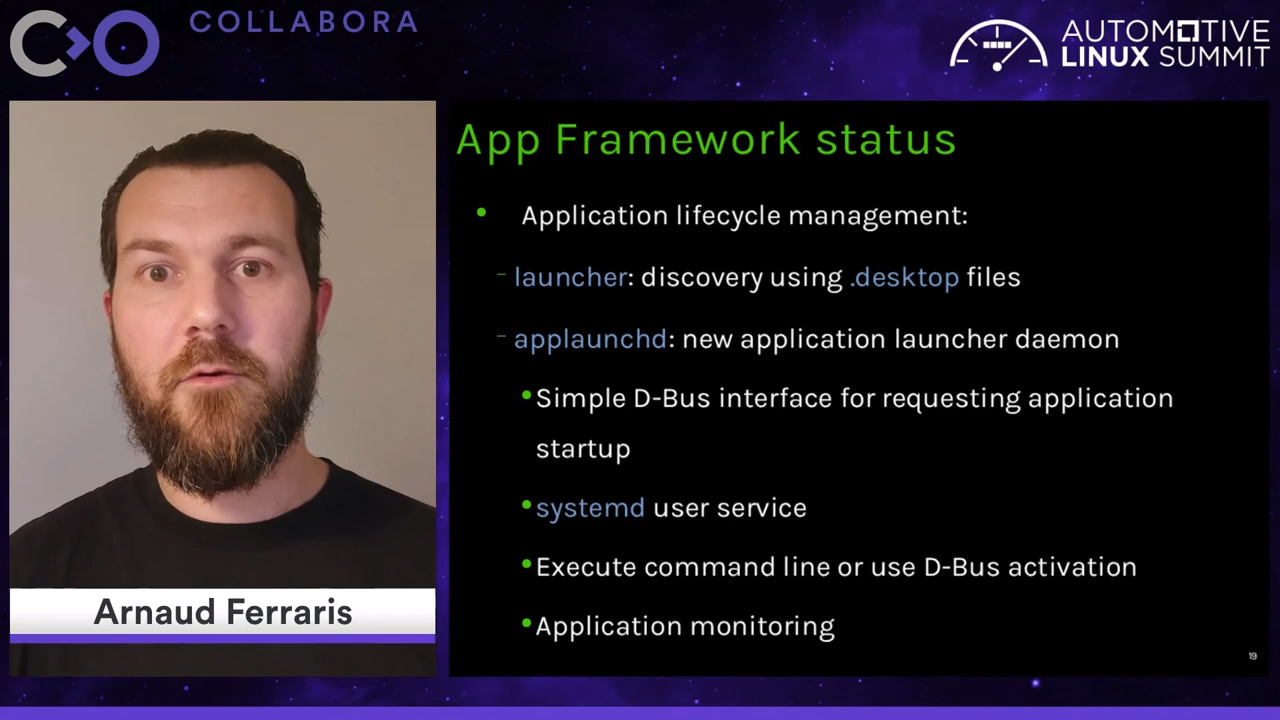 COLLABORA
AUTOMOTIVE
LINUX SUMMIT
App Framework status
• Application lifecycle management:
– launcher: discovery using .desktop files
– applaunchd: new application launcher daemon
• Simple D-Bus interface for requesting application
startup
• systemd user service
• Execute command line or use D-Bus activation
• Application monitoring
19
Arnaud Ferraris